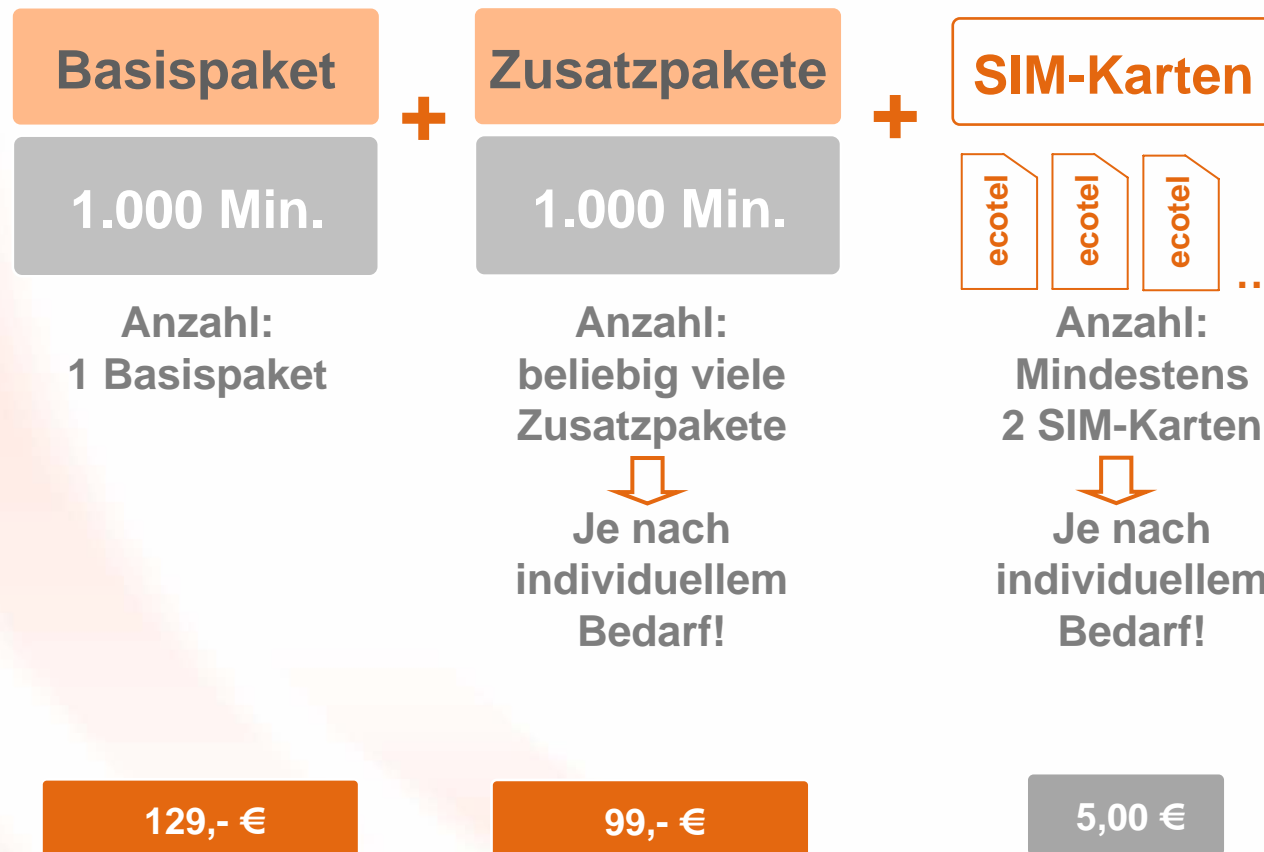 Basispaket
+
Zusatzpakete
+
SIM-Karten
1.000 Min.
1.000 Min.
ecotel
ecotel
ecotel
..
Anzahl:
1 Basispaket
Anzahl:
beliebig viele
Zusatzpakete
Je nach
individuellem
Bedarf!
Anzahl:
Mindestens
2 SIM-Karten
Je nach
individuellem
Bedarf!
129,- €
99,- €
5,00 €